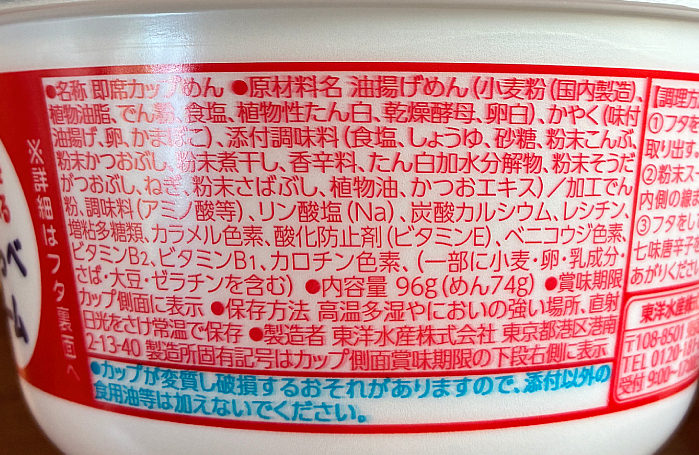 ●名称 即席カップめん ●原材料名 油揚げめん(小麦粉(国内製造)、
植物油脂、でん粉、食塩、植物性たん白、乾燥酵母、卵白)、かやく(味付
油揚げ、卵、かまぼこ)、添付調味料(食塩、しょうゆ、砂糖、粉末こんぶ、
粉末かつおぶし、粉末煮干し、香辛料、たん白加水分解物、粉末そうだ
がつおぶし、ねぎ、粉末さばぶし、植物油、かつおエキス)/加工でん
粉、調味料(アミノ酸等)、リン酸塩(Na)、炭酸カルシウム、レシチン、
増粘多糖類、カラメル色素、酸化防止剤(ビタミンE)、ベニコウジ色素、
ビタミンB2、ビタミンB1、カロチン色素、(一部に小麦・卵・乳成分・
さば・大豆・ゼラチンを含む) ●内容量 96g(めん74g) ●賞味期限
カップ側面に表示 ●保存方法 高温多湿やにおいの強い場所、直射
日光をさけ常温で保存 ●製造者 東洋水産株式会社 東京都港区港南
2-13-40 製造所固有記号はカップ側面賞味期限の下段右側に表示
●カップが変質し破損するおそれがありますので、添付以外の
食用油等は加えないでください。
※詳細はフタ裏面へ
調理方
①フタを
取り出す。
②粉末スー
内側の線ま
③フタをし
七味唐辛子
あがりくださ
東洋水産
〒108-8501
TEL 0120-
受付 9:00~